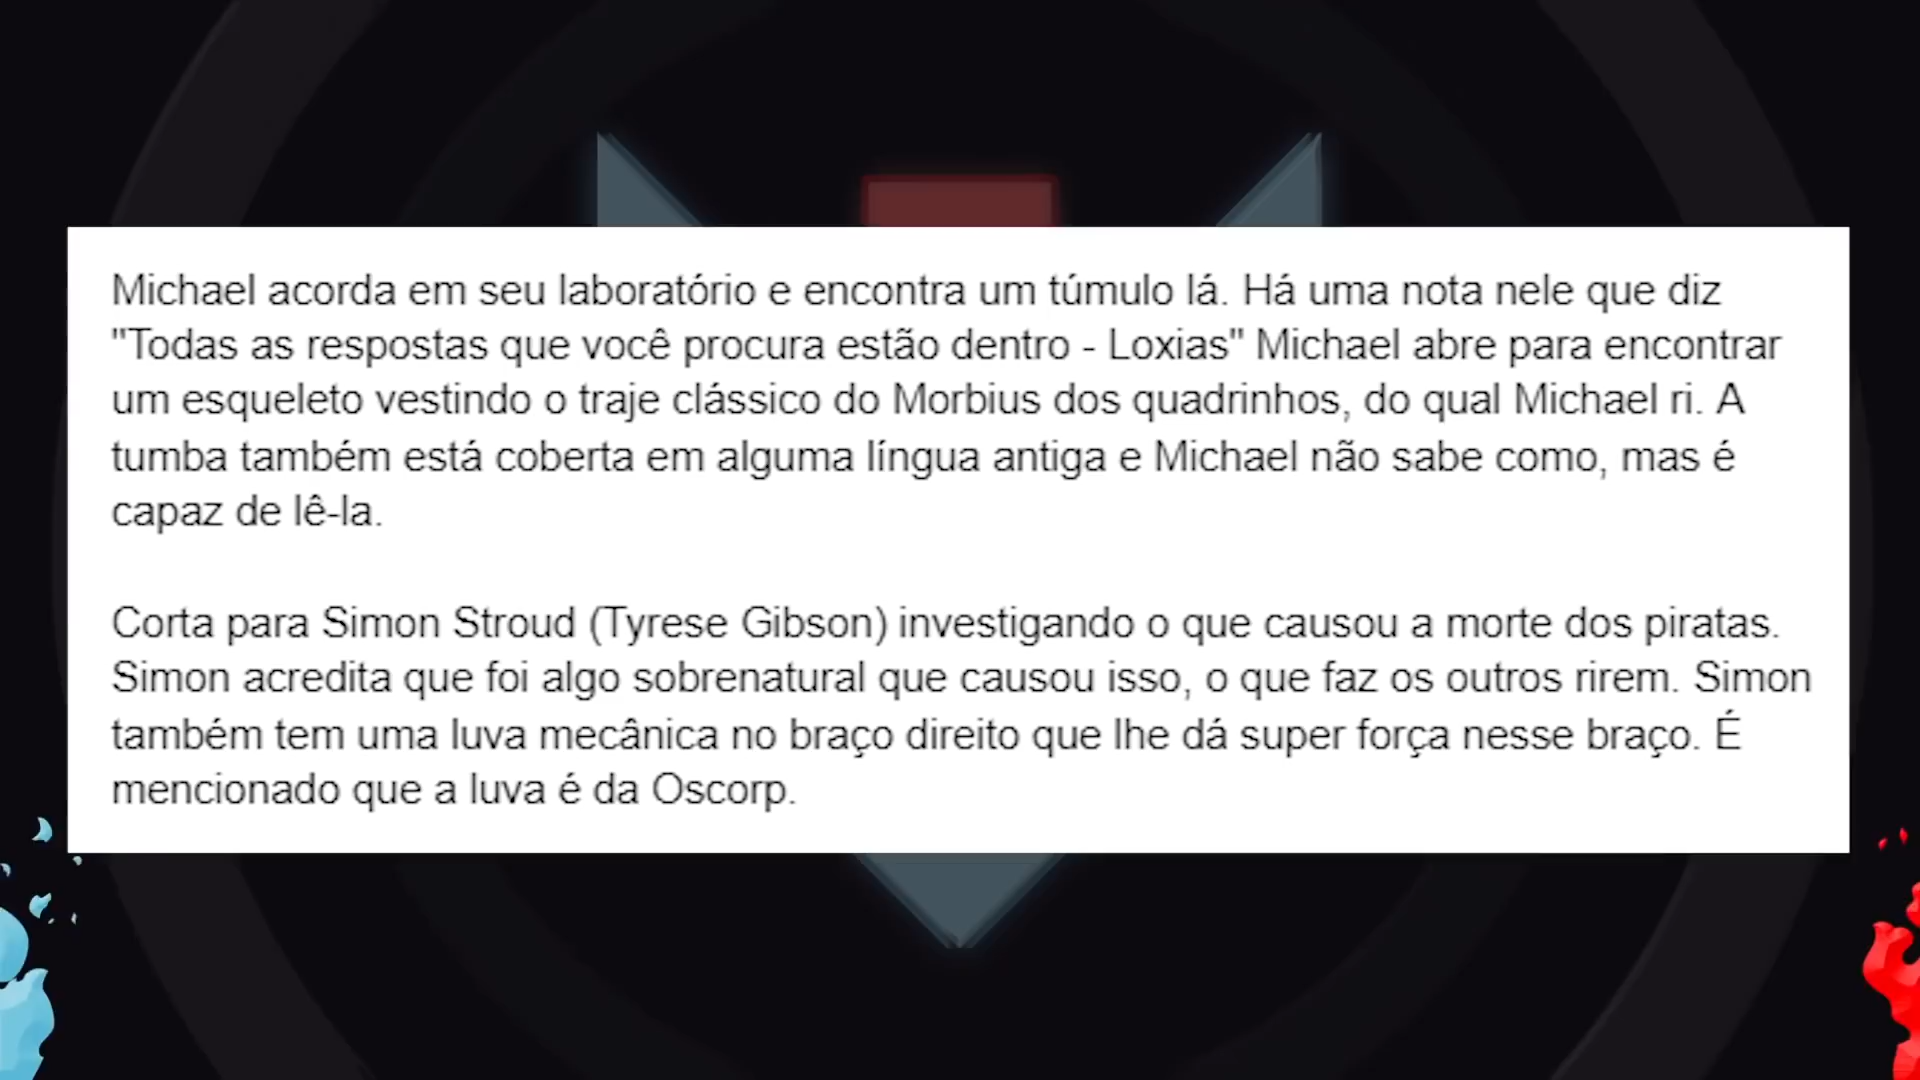 Michael acorda em seu laboratório e encontra um túmulo lá. Há uma nota nele que diz
"Todas as respostas que você procura estão dentro - Loxias" Michael abre para encontrar
um esqueleto vestindo o traje clássico do Morbius dos quadrinhos, do qual Michael ri. A
tumba também está coberta em alguma língua antiga e Michael não sabe como, mas é
capaz de lê-la.
Corta para Simon Stroud (Tyrese Gibson) investigando o que causou a morte dos piratas.
Simon acredita que foi algo sobrenatural que causou isso, o que faz os outros rirem. Simon
também tem uma luva mecânica no braço direito que lhe dá super força nesse braço. É
mencionado que a luva é da Oscorp.